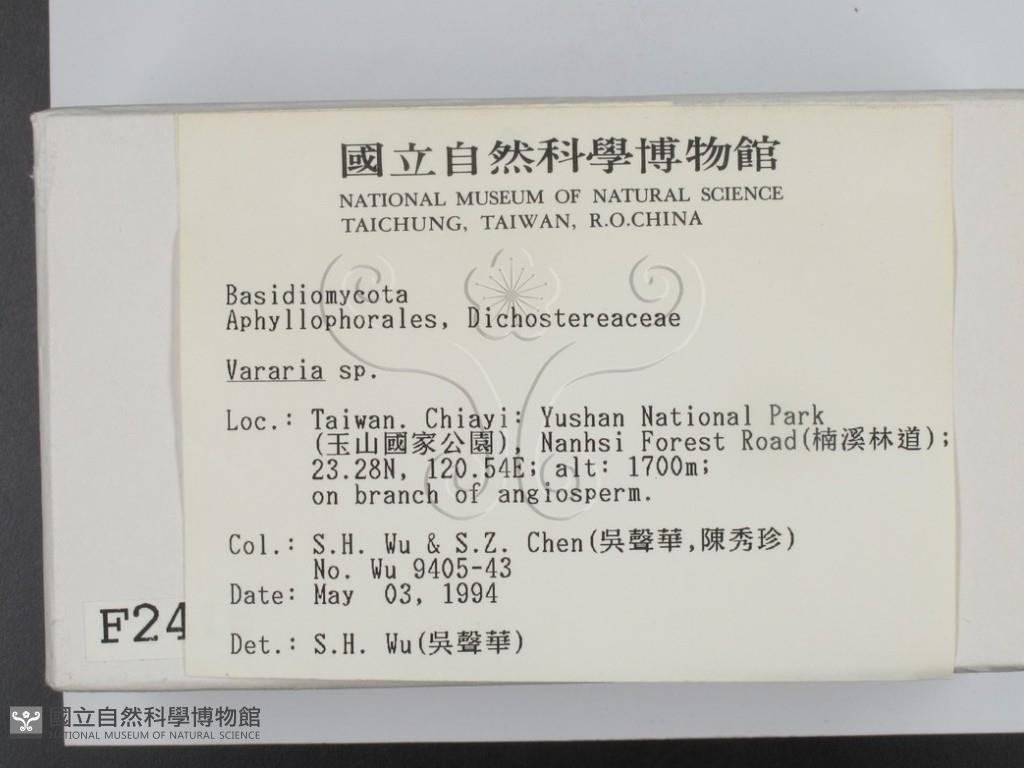 國立自然科學博物館
NATIONAL MUSEUM OF NATURAL SCIENCE
TAICHUNG, TAIWAN, R.O.CHINA
Basidiomycota
Aphyllophorales, Dichostereaceae
Vararia sp.
Loc.: Taiwan. Chiayi: Yushan National Park
(玉山國家公園), Nanhsi Forest Road(楠溪林道);
23.28N, 120.54E; alt: 1700m;
on branch of angiosperm.
Col.: S.H. Wu & S.Z. Chen(吳聲華,陳秀珍)
No. Wu 9405-43
Date: May 03, 1994
F24
Det.: S.H. Wu(吳聲華)
國立自然科學博物館
NATIONAL MUSEUM OF NATURAL SCIENCE